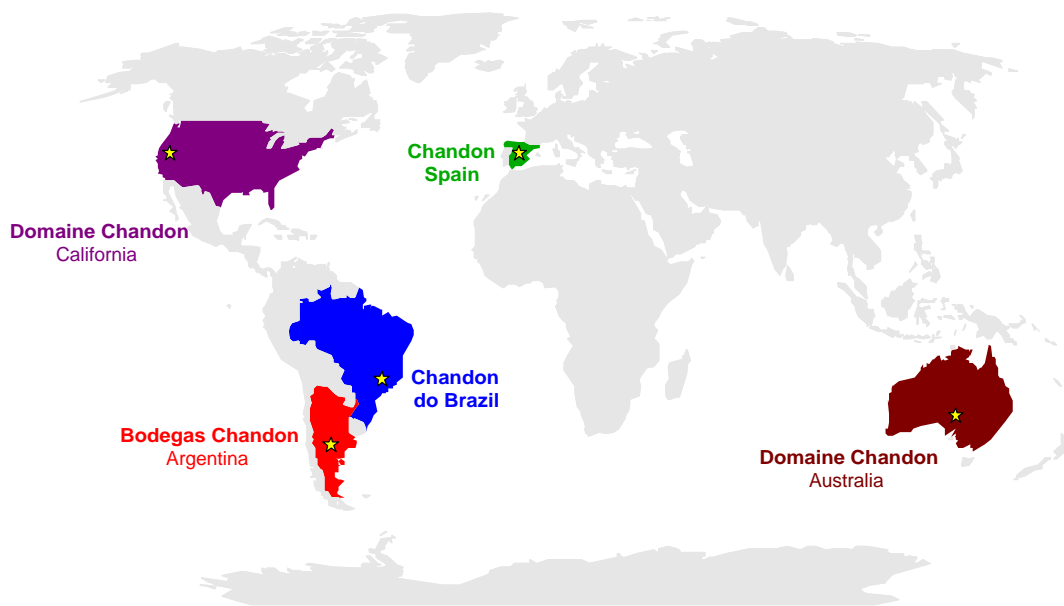 Chandon
Spain
Domaine Chandon
California
Chandon
do Brazil
Bodegas Chandon
Argentina
Domaine Chandon
Australia